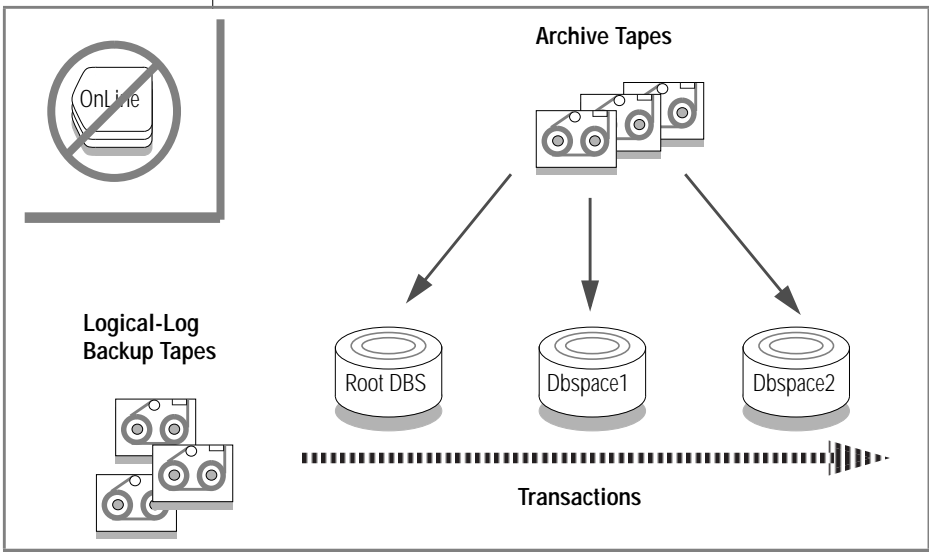 OnLine
Archive Tapes
Logical-Log
Backup Tapes
Root DBS
Dbspace1
Dbspace2
Transactions